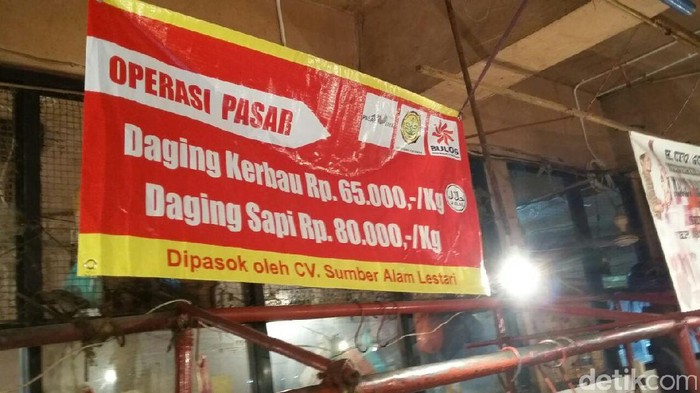 OPERASI PASAR
BULOG
Daging Kerbau Rp. 65.000,-/Kg
Daging Sapi Rp. 80.000,-/Kg
Dipasok oleh CV. Sumber Alam Lestari
detikcom